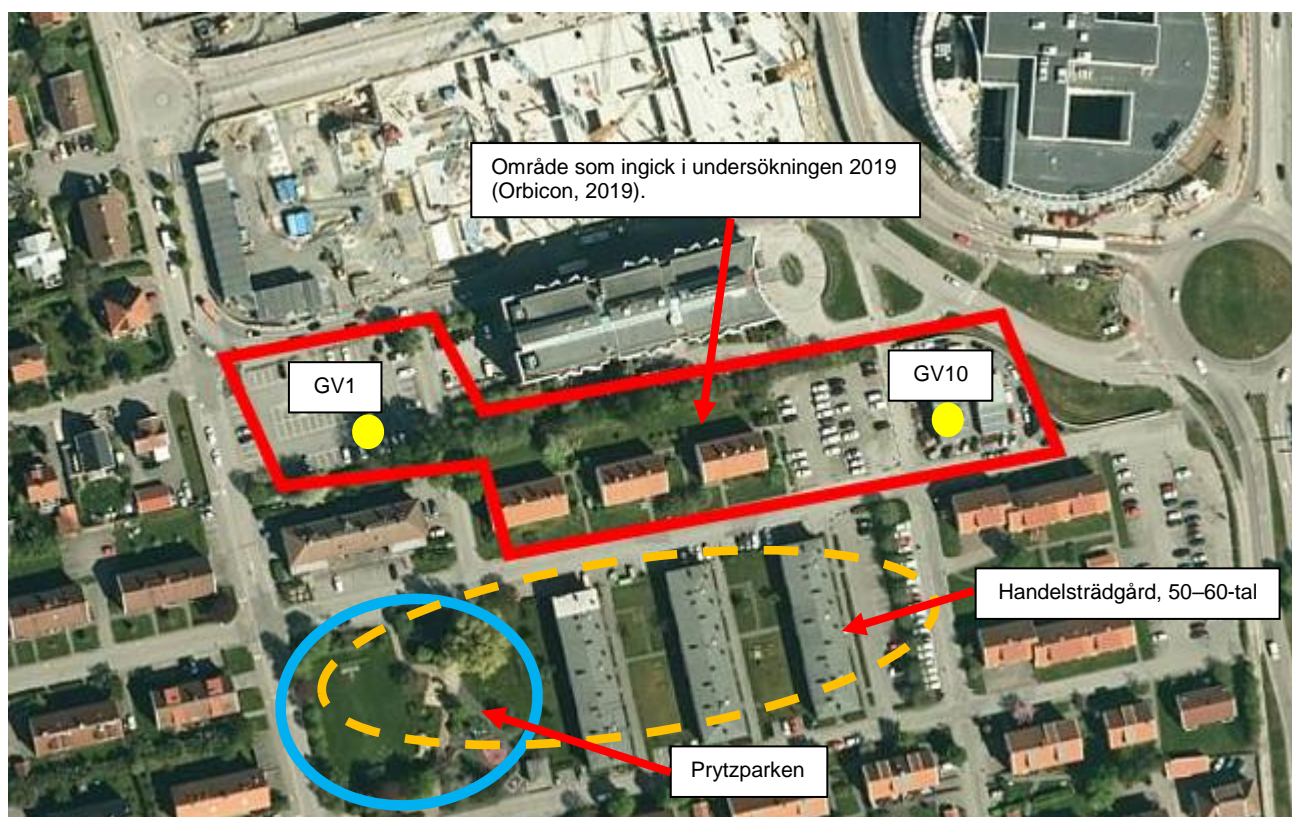 Område som ingick i undersökningen 2019
(Orbicon, 2019).
GV1
GV10
Handelsträdgård, 50–60-tal
Prytzparken